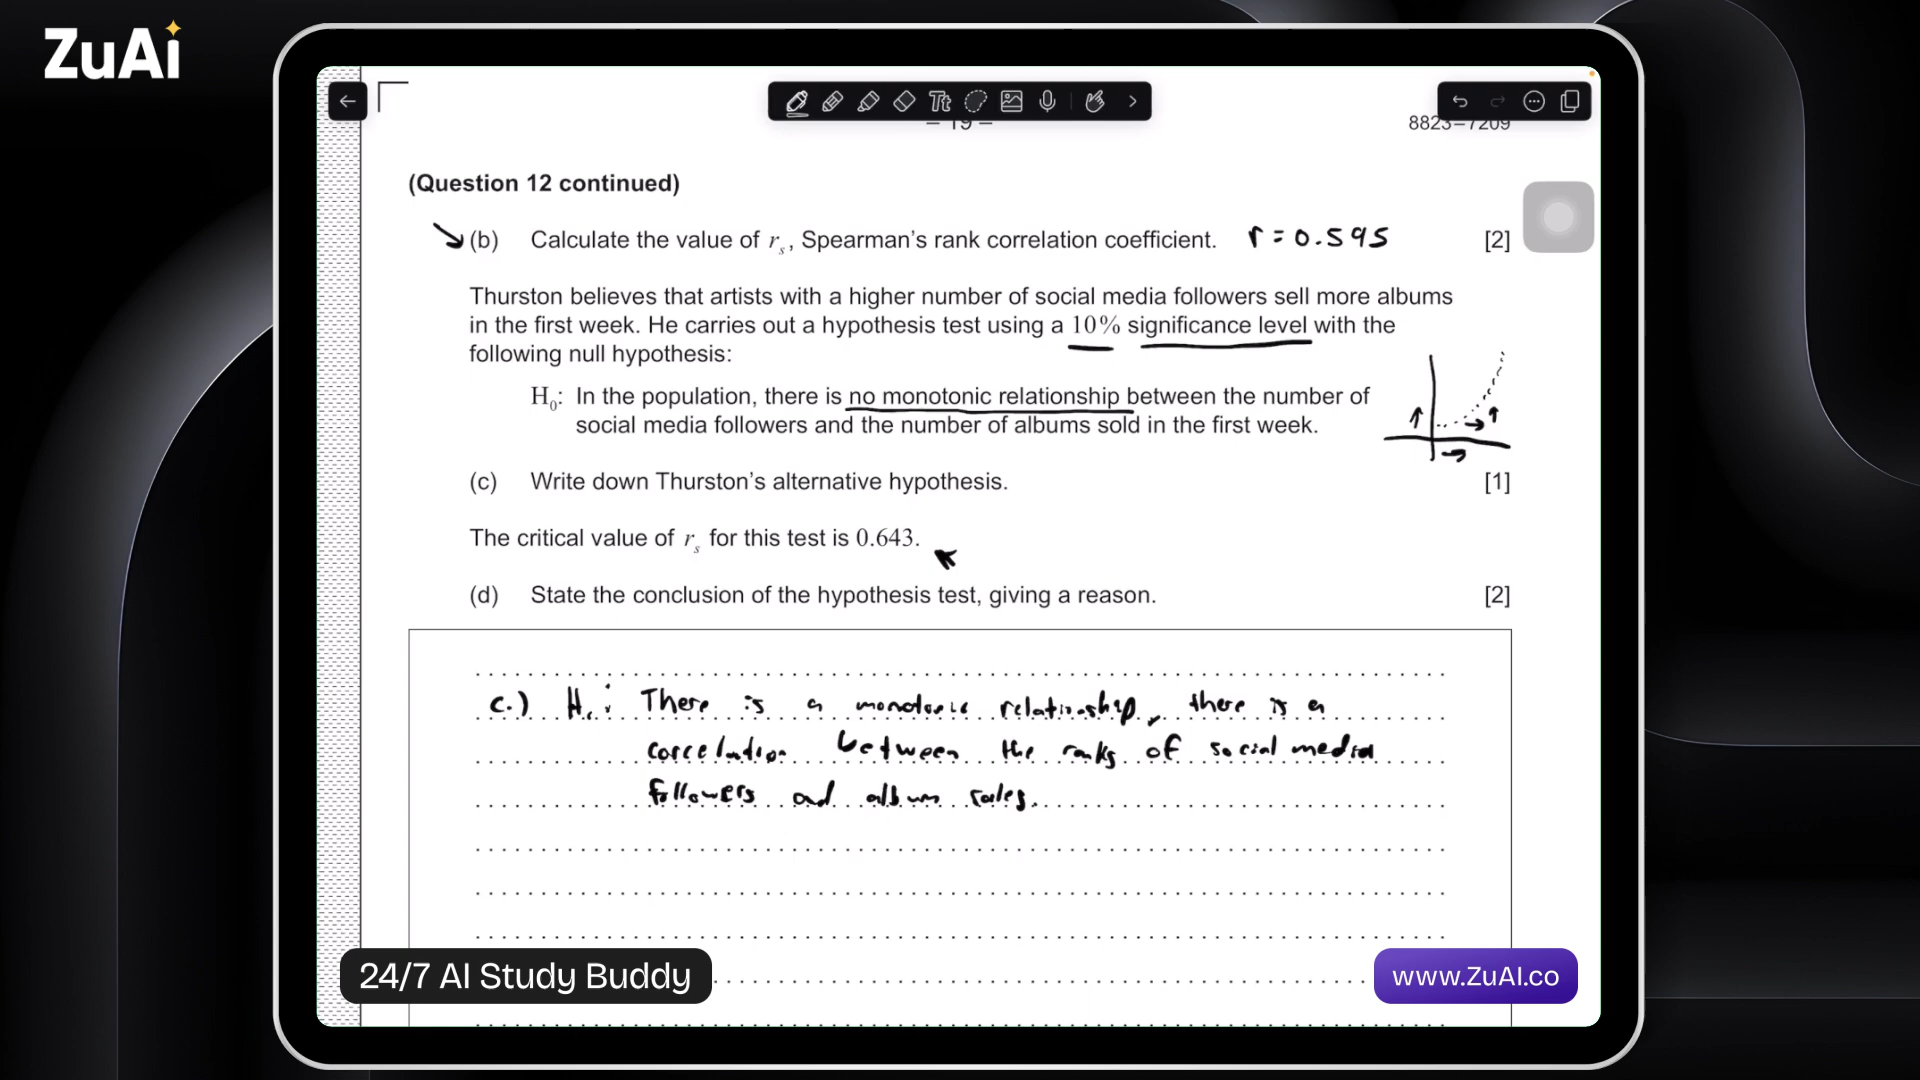 ZuAi
– 19 –
8823–7209
(Question 12 continued)
(b) Calculate the value of rs, Spearman's rank correlation coefficient. r = 0.595 [2]
Thurston believes that artists with a higher number of social media followers sell more albums
in the first week. He carries out a hypothesis test using a 10% significance level with the
following null hypothesis:
H0: In the population, there is no monotonic relationship between the number of
social media followers and the number of albums sold in the first week.
(c) Write down Thurston's alternative hypothesis. [1]
The critical value of rs for this test is 0.643.
(d) State the conclusion of the hypothesis test, giving a reason. [2]
c.) H1: There is a monotonic relationship, there is a
correlation between the ranks of social media
followers and album sales.
24/7 AI Study Buddy
www.ZuAI.co